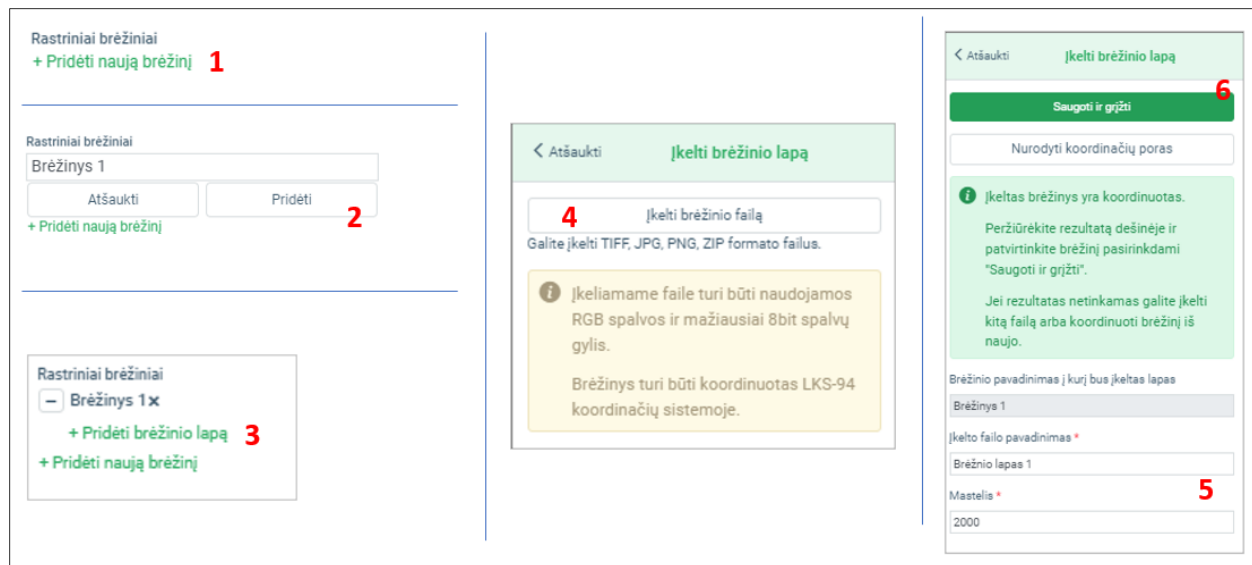 Rastriniai brėžiniai
+ Pridėti naują brėžinį 1
Rastriniai brėžiniai
Brėžinys 1
Atšaukti Pridėti 2
+ Pridėti naują brėžinį
Rastriniai brėžiniai
− Brėžinys 1x
+ Pridėti brėžinio lapą 3
+ Pridėti naują brėžinį
< Atšaukti Įkelti brėžinio lapą
4 Įkelti brėžinio failą
Galite įkelti TIFF, JPG, PNG, ZIP formato failus.
Įkeliamame faile turi būti naudojamos
RGB spalvos ir mažiausiai 8bit spalvų
gylis.
Brėžinys turi būti koordinuotas LKS-94
koordinačių sistemoje.
< Atšaukti Įkelti brėžinio lapą
6
Saugoti ir grįžti
Nurodyti koordinačių poras
Įkeltas brėžinys yra koordinuotas.
Peržiūrėkite rezultatą dešinėje ir
patvirtinkite brėžinį pasirinkdami
"Saugoti ir grįžti".
Jei rezultatas netinkamas galite įkelti
kitą failą arba koordinuoti brėžinį iš
naujo.
Brėžinio pavadinimas į kurį bus įkeltas lapas
Brėžinys 1
Įkelto failo pavadinimas *
Brėžnio lapas 1
Mastelis * 5
2000